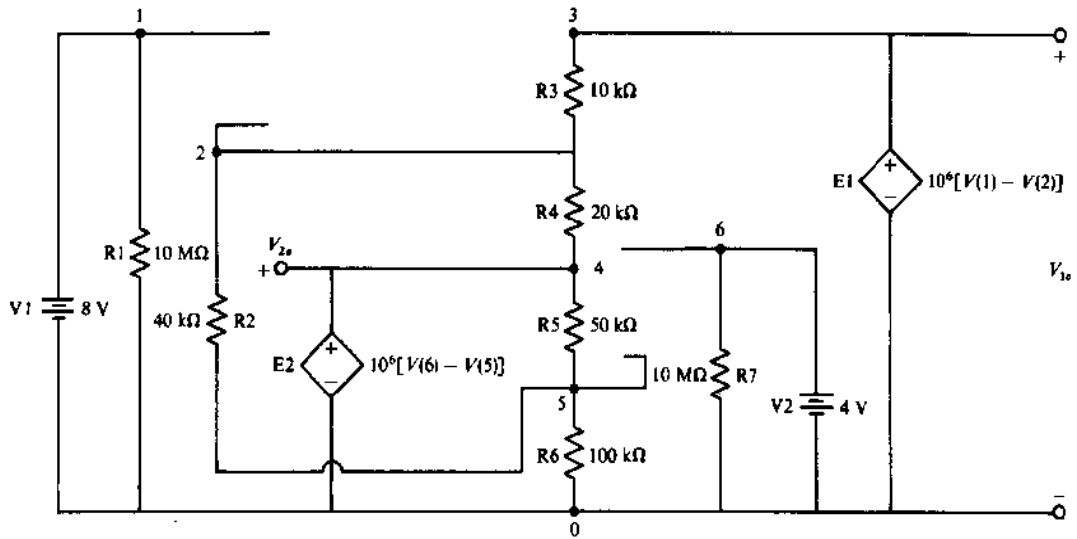 1
3
R3 10 kΩ
2
E1 + − 10⁶[V(1) − V(2)]
+
R4 20 kΩ
6
R1 10 MΩ
V₂ₒ
+
4
V₁ₒ
V1 8 V
40 kΩ R2
R5 50 kΩ
E2 + − 10⁶[V(6) − V(5)]
10 MΩ R7
5
V2 4 V
R6 100 kΩ
−
0